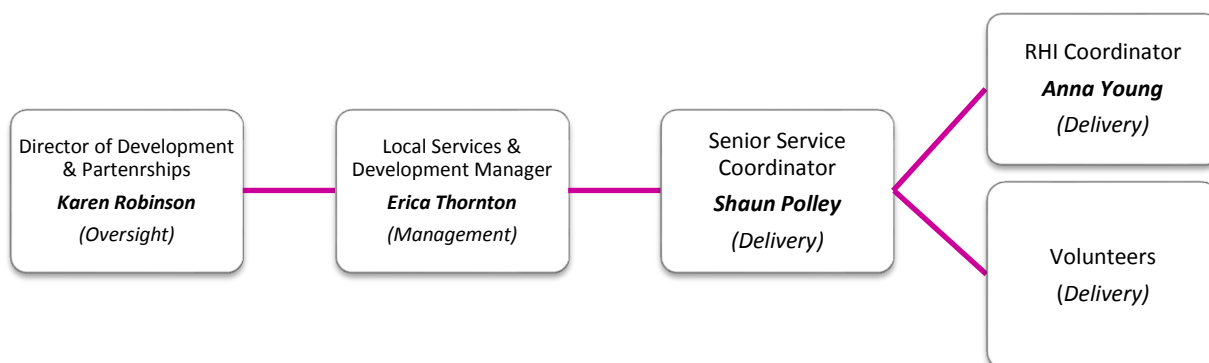 Director of Development
& Partenrships
Karen Robinson
(Oversight)
Local Services &
Development Manager
Erica Thornton
(Management)
Senior Service
Coordinator
Shaun Polley
(Delivery)
RHI Coordinator
Anna Young
(Delivery)
Volunteers
(Delivery)